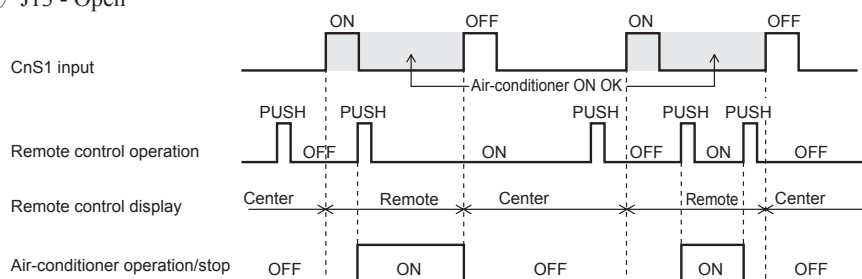 J13 - Open
ON OFF ON OFF
CnS1 input
Air-conditioner ON OK
PUSH PUSH PUSH PUSH PUSH
Remote control operation OFF ON OFF ON OFF
Remote control display Center Remote Center Remote Center
Air-conditioner operation/stop OFF ON OFF ON OFF